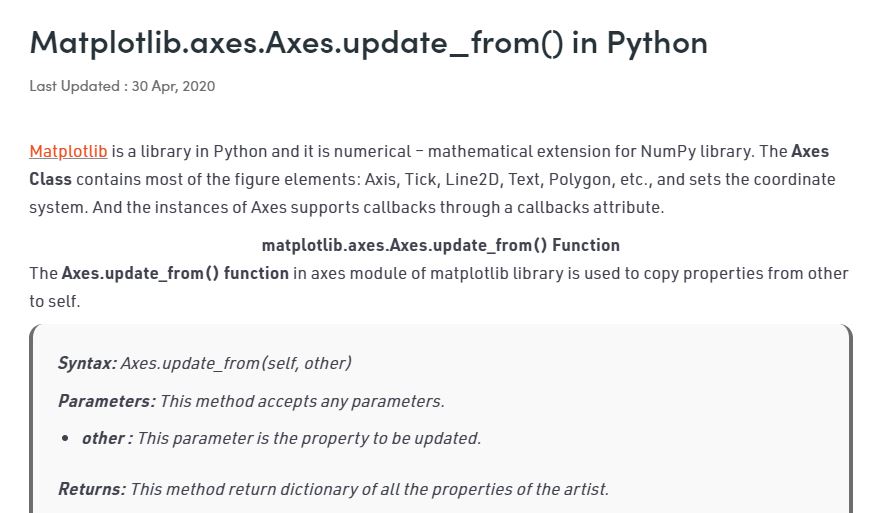 Matplotlib.axes.Axes.update_from() in Python
Last Updated : 30 Apr, 2020
Matplotlib is a library in Python and it is numerical – mathematical extension for NumPy library. The Axes
Class contains most of the figure elements: Axis, Tick, Line2D, Text, Polygon, etc., and sets the coordinate
system. And the instances of Axes supports callbacks through a callbacks attribute.
matplotlib.axes.Axes.update_from() Function
The Axes.update_from() function in axes module of matplotlib library is used to copy properties from other
to self.
Syntax: Axes.update_from(self, other)
Parameters: This method accepts any parameters.
• other : This parameter is the property to be updated.
Returns: This method return dictionary of all the properties of the artist.